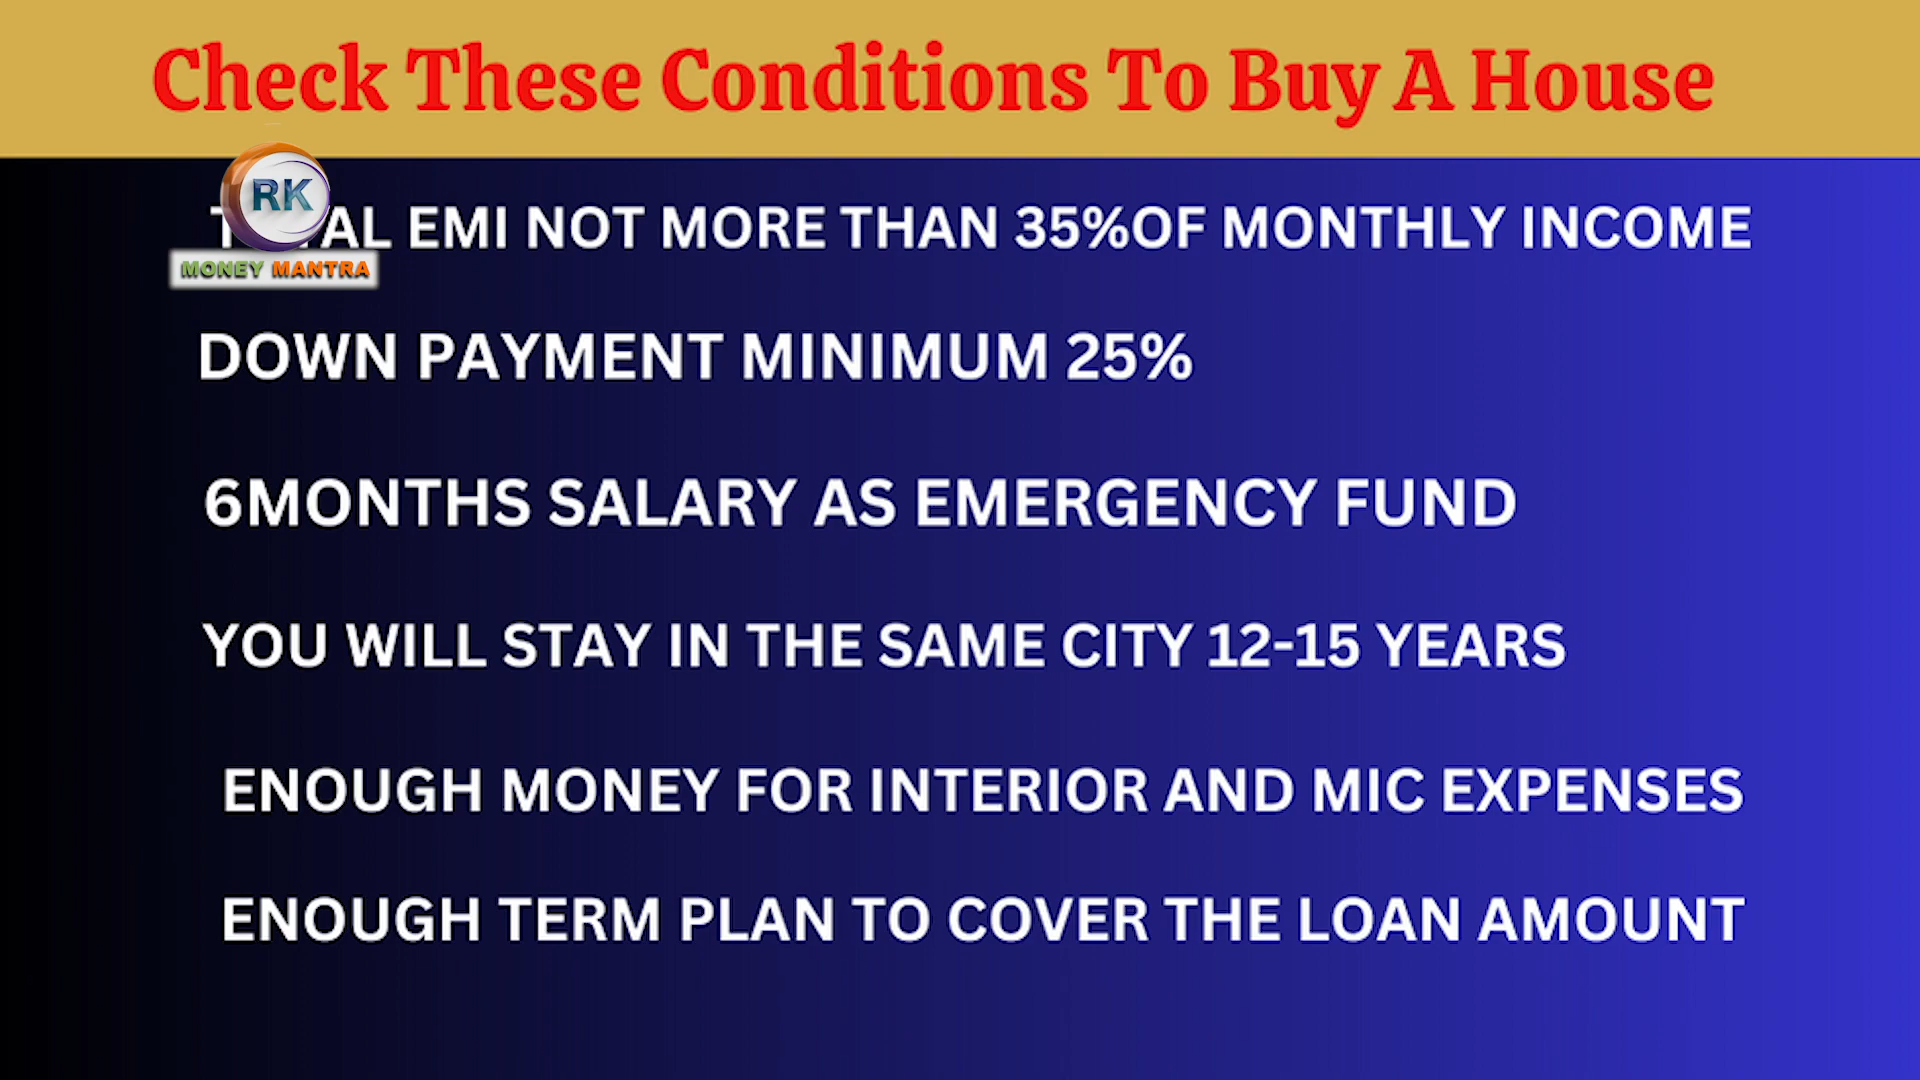 Check These Conditions To Buy A House
RK
EMI NOT MORE THAN 35%OF MONTHLY INCOME
MONEY MANTRA
DOWN PAYMENT MINIMUM 25%
6MONTHS SALARY AS EMERGENCY FUND
YOU WILL STAY IN THE SAME CITY 12-15 YEARS
ENOUGH MONEY FOR INTERIOR AND MIC EXPENSES
ENOUGH TERM PLAN TO COVER THE LOAN AMOUNT